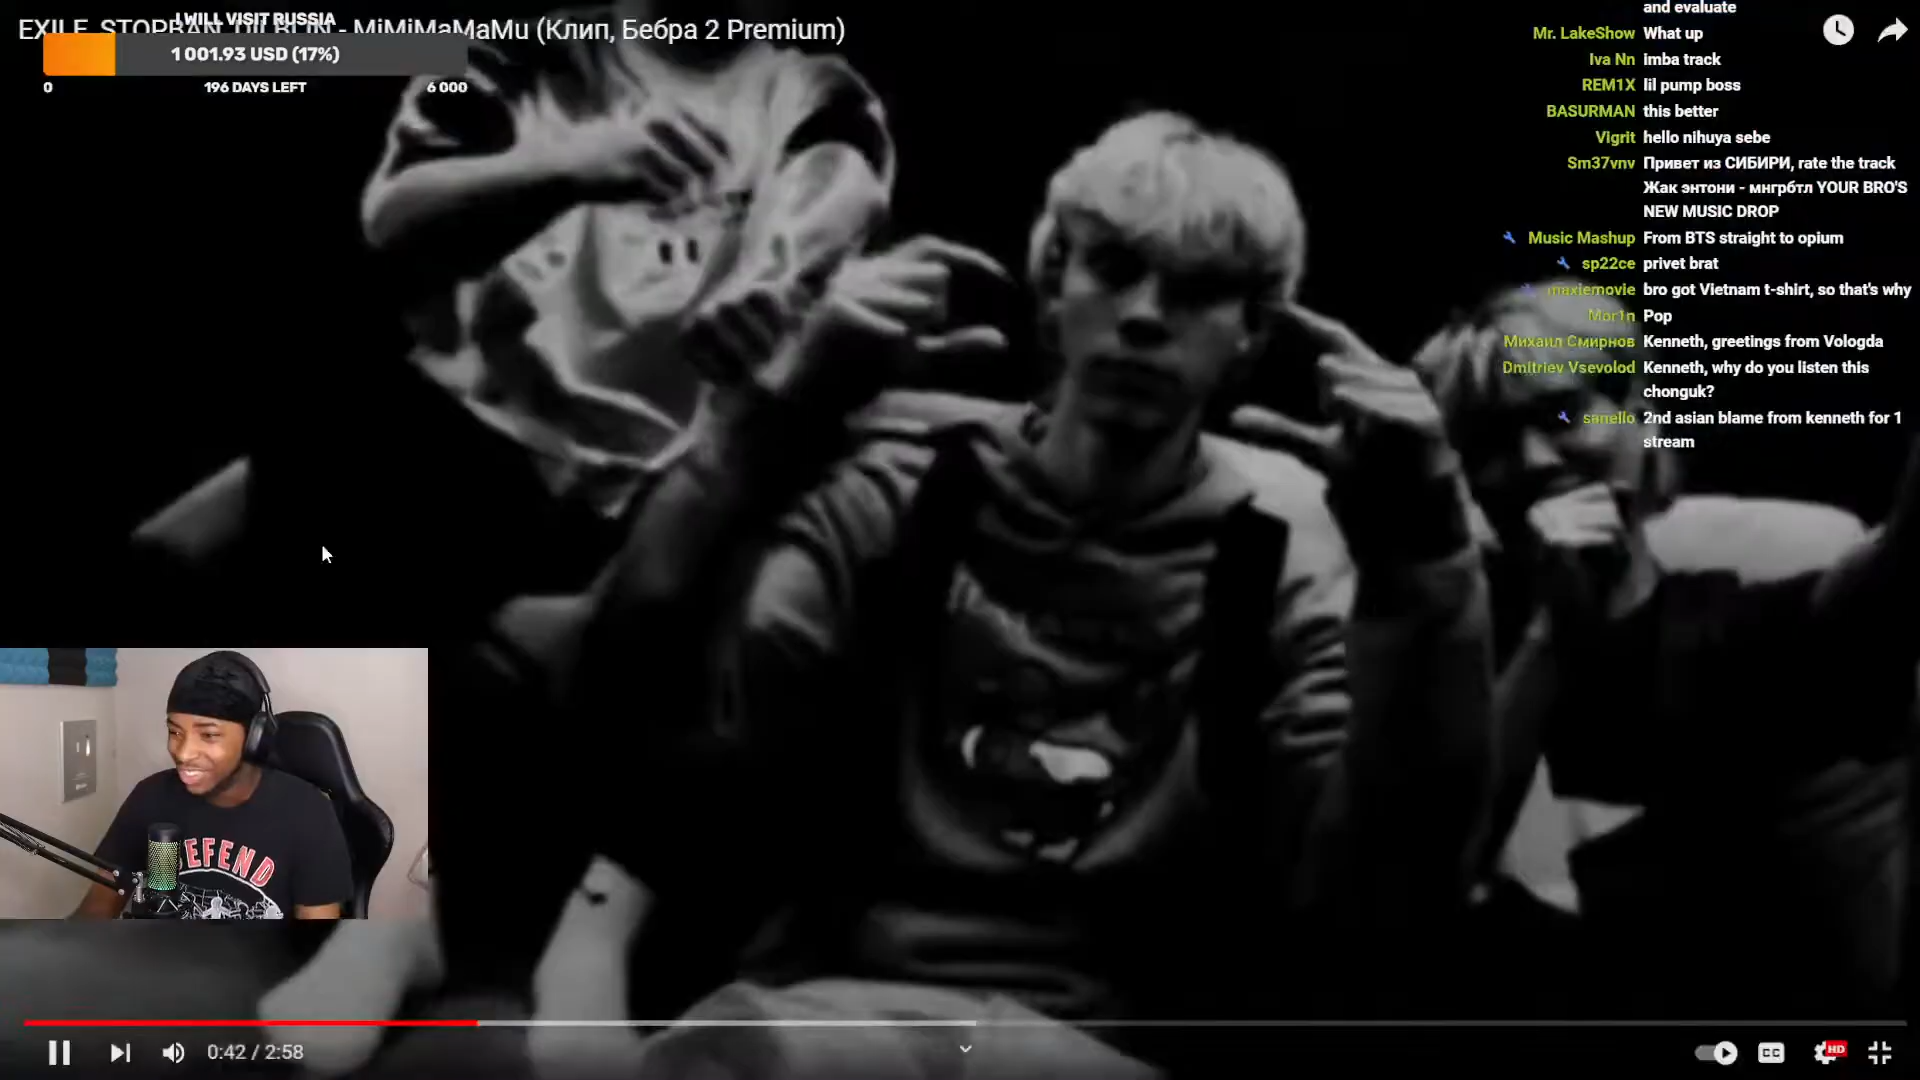 EXILE, STOPBAN, DILBLIN - MiMiMaMaMu (Клип, Бебра 2 Premium)
I WILL VISIT RUSSIA
1 001.93 USD (17%)
0 196 DAYS LEFT 6 000
and evaluate
Mr. LakeShow What up
Iva Nn imba track
REM1X lil pump boss
BASURMAN this better
Vigrit hello nihuya sebe
Sm37vnv Привет из СИБИРИ, rate the track
Жак энтони - мнгрбтл YOUR BRO'S
NEW MUSIC DROP
Music Mashup From BTS straight to opium
sp22ce privet brat
maxiemovie bro got Vietnam t-shirt, so that's why
Mor1n Pop
Михаил Смирнов Kenneth, greetings from Vologda
Dmitriev Vsevolod Kenneth, why do you listen this
chonguk?
sanello 2nd asian blame from kenneth for 1
stream
EFEND
0:42 / 2:58
CC
HD